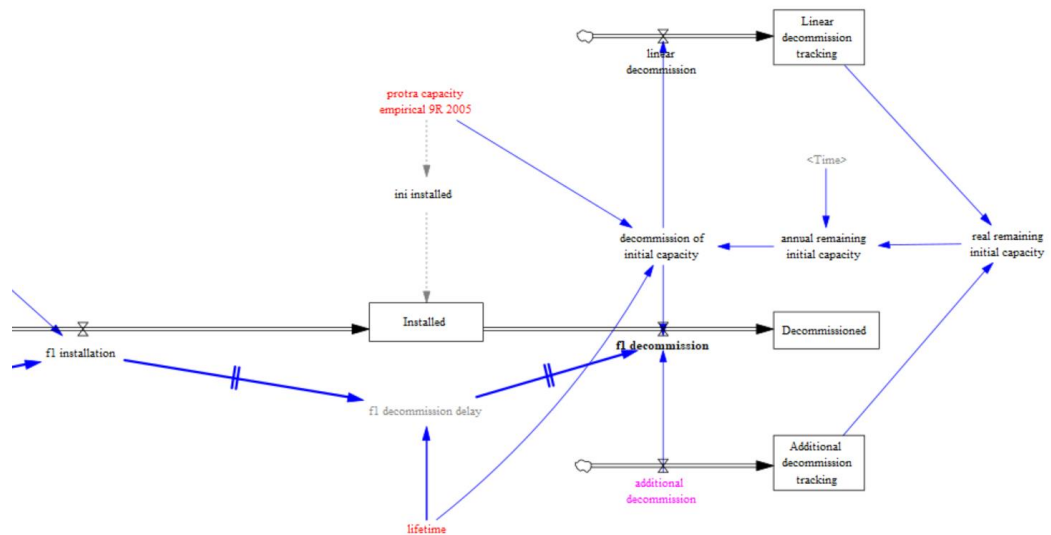 Linear
decommission
tracking
linear
decommission
protra capacity
empirical 9R 2005
<Time>
ini installed
decommission of
initial capacity
annual remaining
initial capacity
real remaining
initial capacity
Installed
Decommissioned
f1 installation
f1 decommission
f1 decommission delay
Additional
decommission
tracking
additional
decommission
lifetime